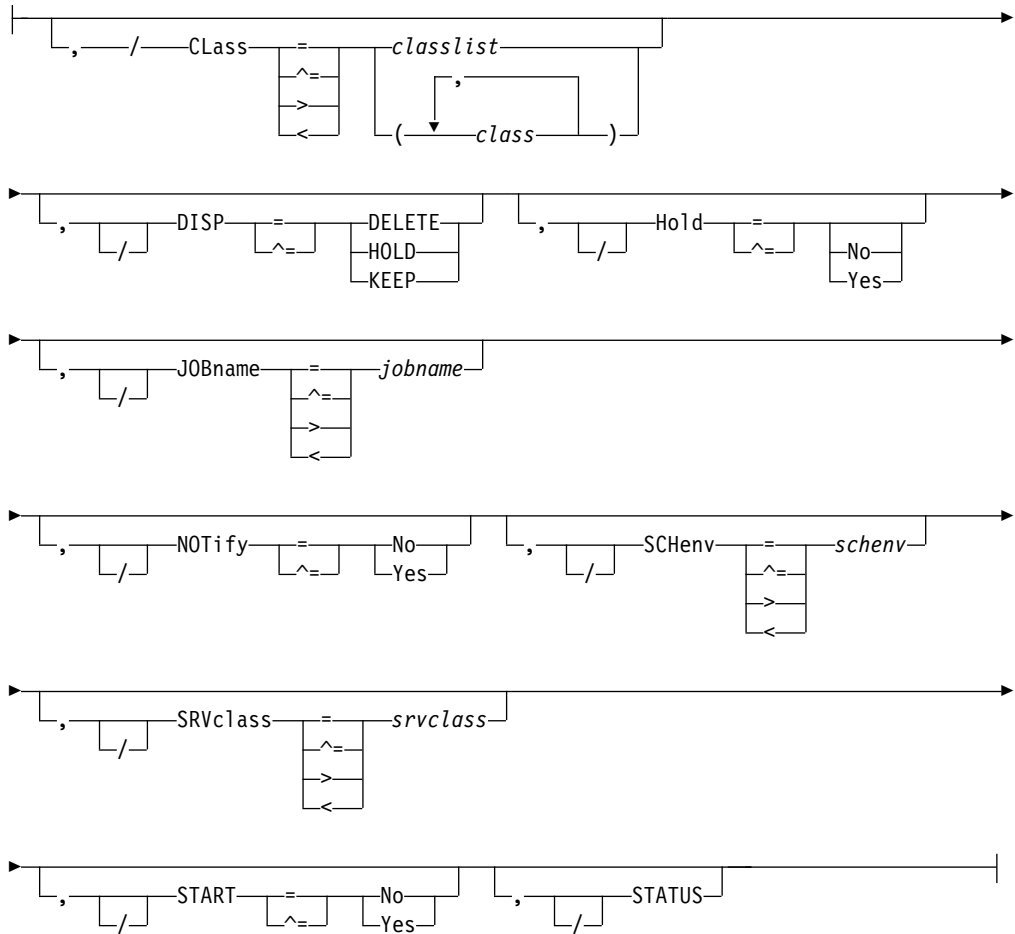 , / CLass = classlist
^= ,
>
< ( class )
, / DISP = DELETE , / Hold =
^= HOLD ^= No
KEEP Yes
, / JOBname = jobname
^=
>
<
, / NOTify = No , / SCHenv = schenv
^= Yes ^=
>
<
, / SRVclass = srvclass
^=
>
<
, / START = No , / STATUS
^= Yes